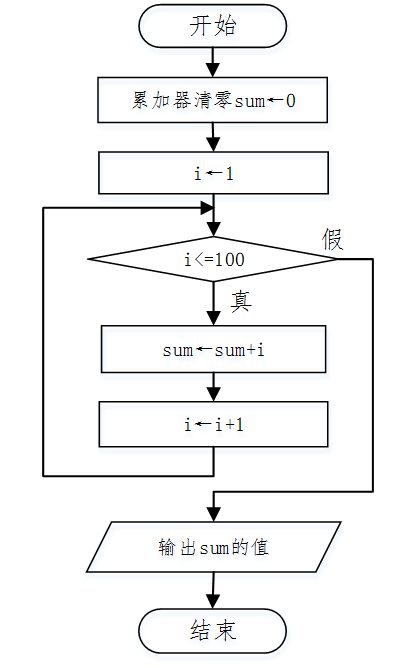 开始
累加器清零sum←0
i←1
假
i<=100
真
sum←sum+i
i←i+1
输出sum的值
结束